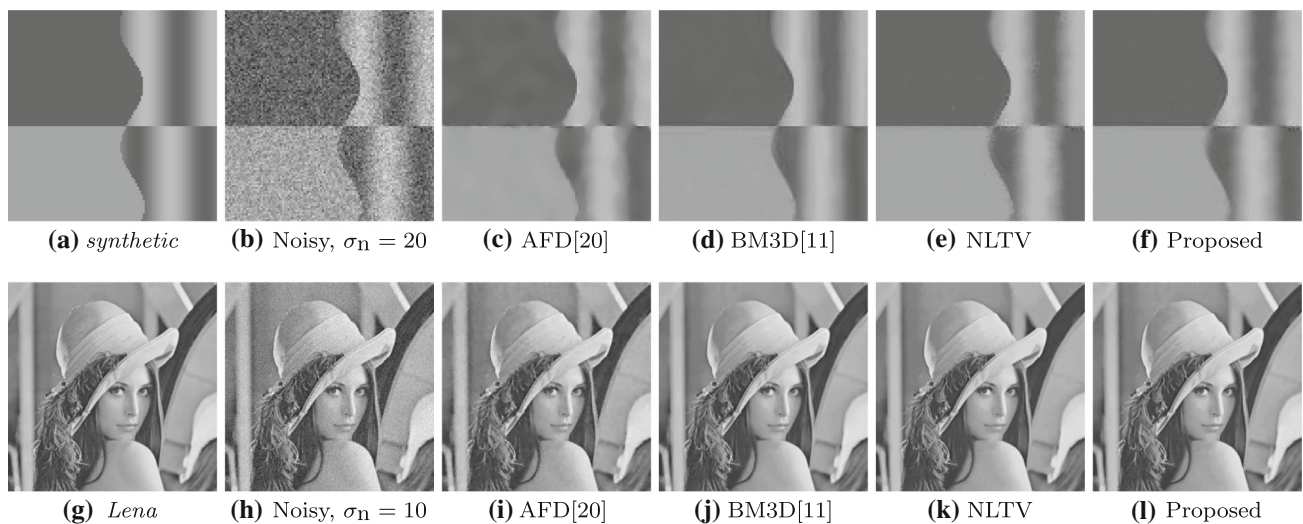 (a) synthetic (b) Noisy, σn = 20 (c) AFD[20] (d) BM3D[11] (e) NLTV (f) Proposed
(g) Lena (h) Noisy, σn = 10 (i) AFD[20] (j) BM3D[11] (k) NLTV (l) Proposed